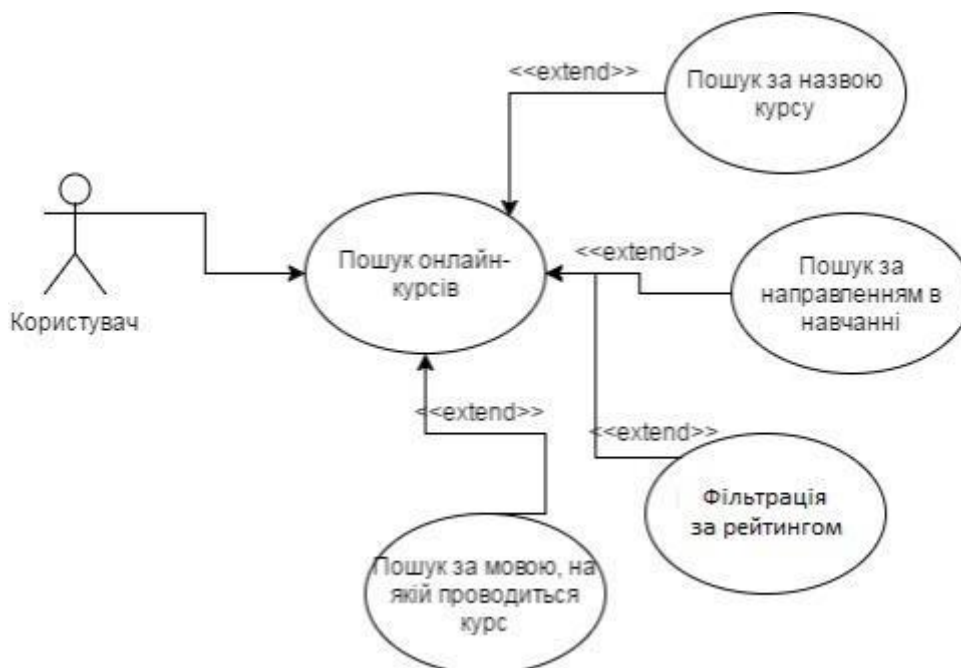 <<extend>>
Пошук за назвою
курсу
<<extend>>
Пошук онлайн-
курсів
Пошук за
направленням в
навчанні
Користувач
<<extend>>
<<extend>>
Фільтрація
за рейтингом
Пошук за мовою, на
якій проводиться
курс